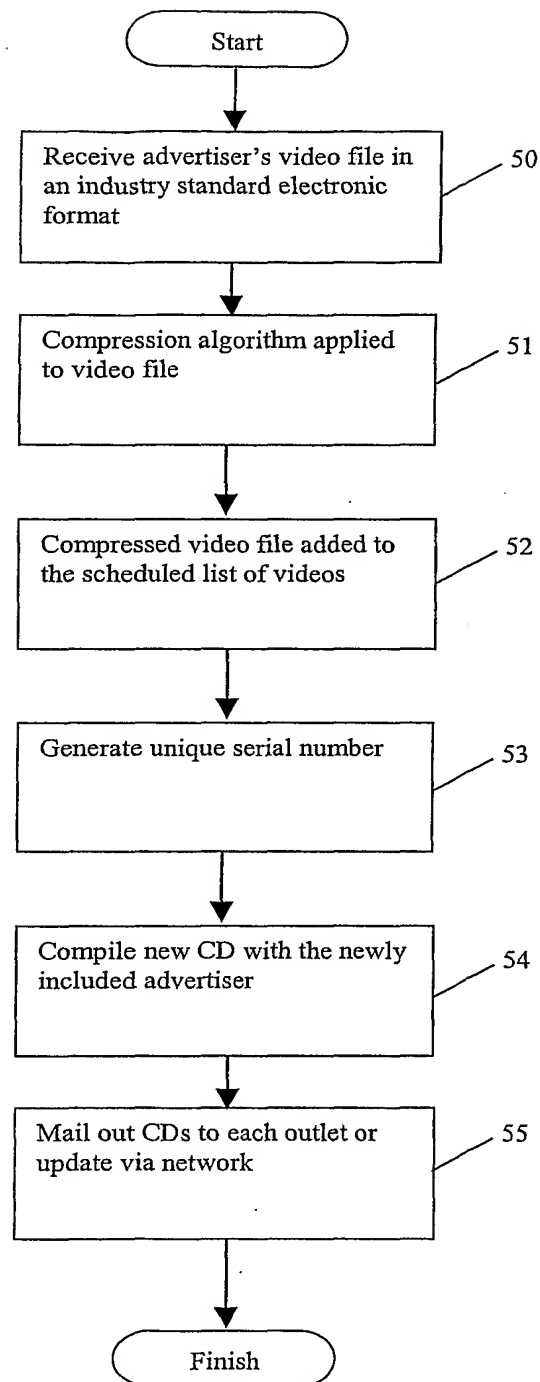 Start
Receive advertiser's video file in
an industry standard electronic
format
50
Compression algorithm applied
to video file
51
Compressed video file added to
the scheduled list of videos
52
Generate unique serial number
53
Compile new CD with the newly
included advertiser
54
Mail out CDs to each outlet or
update via network
55
Finish